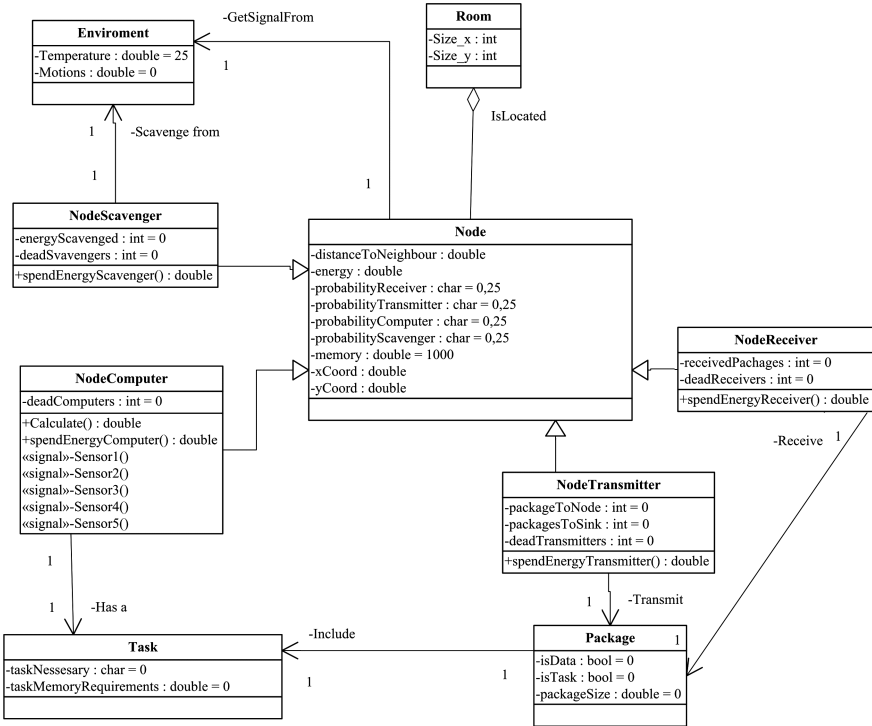 -GetSignalFrom
Room
-Size_x : int
-Size_y : int
Enviroment
-Temperature : double = 25
-Motions : double = 0
1
IsLocated
1
-Scavenge from
1
1
NodeScavenger
-energyScavenged : int = 0
-deadSvavengers : int = 0
+spendEnergyScavenger() : double
Node
-distanceToNeighbour : double
-energy : double
-probabilityReceiver : char = 0,25
-probabilityTransmitter : char = 0,25
-probabilityComputer : char = 0,25
-probabilityScavenger : char = 0,25
-memory : double = 1000
-xCoord : double
-yCoord : double
NodeReceiver
-receivedPachages : int = 0
-deadReceivers : int = 0
+spendEnergyReceiver() : double
NodeComputer
-deadComputers : int = 0
+Calculate() : double
+spendEnergyComputer() : double
«signal»-Sensor1()
«signal»-Sensor2()
«signal»-Sensor3()
«signal»-Sensor4()
«signal»-Sensor5()
-Receive
1
NodeTransmitter
-packageToNode : int = 0
-packagesToSink : int = 0
-deadTransmitters : int = 0
+spendEnergyTransmitter() : double
1
1
-Has a
1
-Transmit
-Include
Task
-taskNessesary : char = 0
-taskMemoryRequirements : double = 0
1
1
Package
1
-isData : bool = 0
-isTask : bool = 0
-packageSize : double = 0